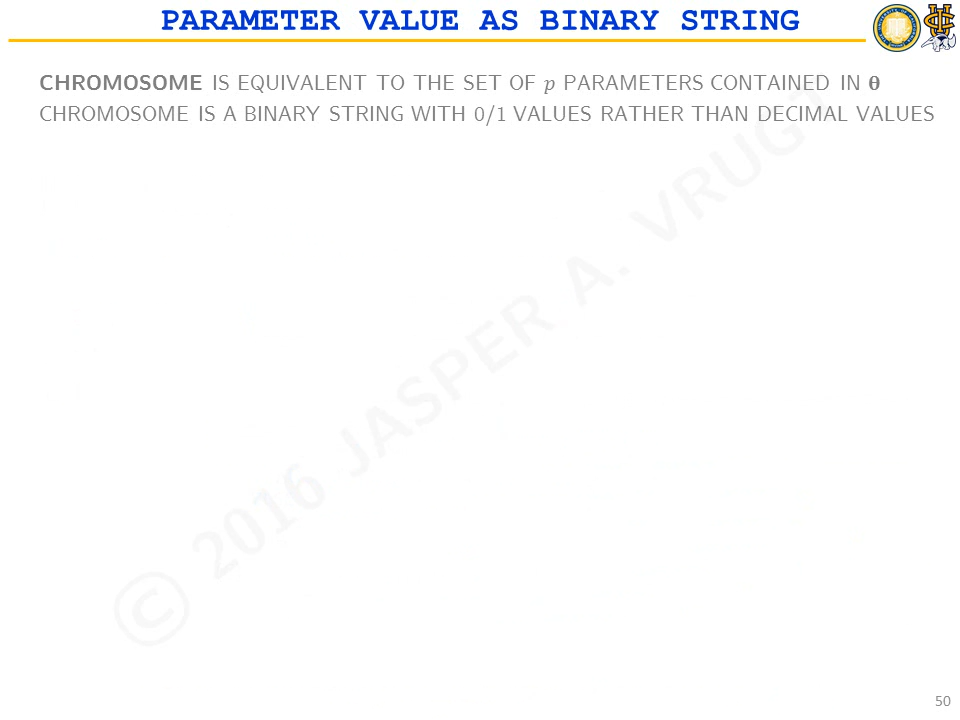 PARAMETER VALUE AS BINARY STRING
CHROMOSOME IS EQUIVALENT TO THE SET OF p PARAMETERS CONTAINED IN θ
CHROMOSOME IS A BINARY STRING WITH 0/1 VALUES RATHER THAN DECIMAL VALUES
© 2016 JASPER A. VRUGT
50